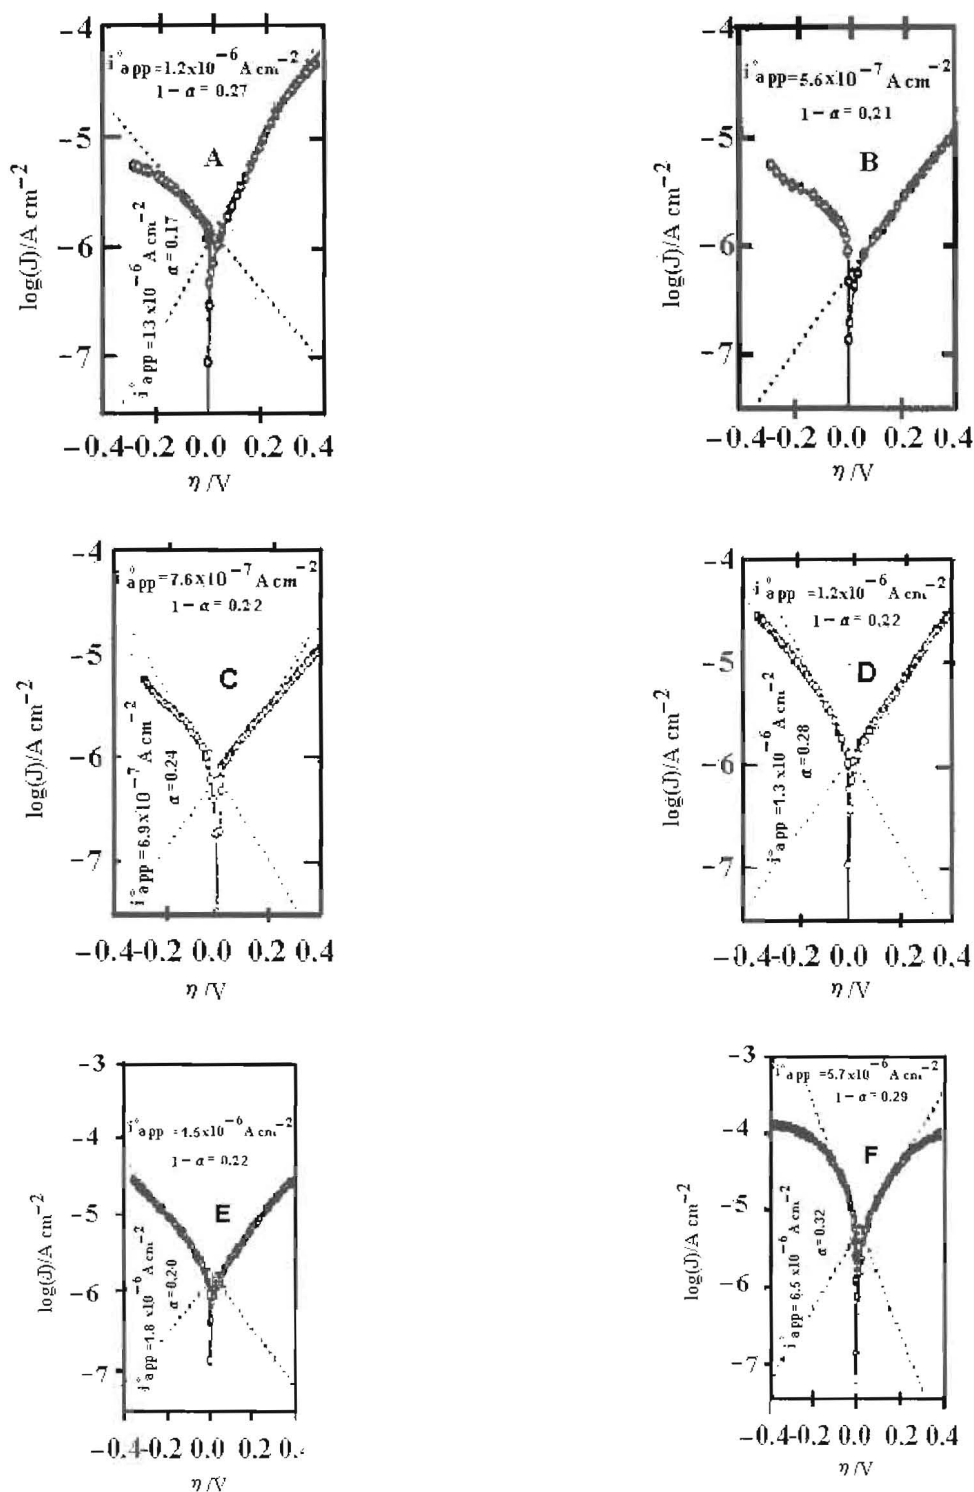 −4
i°app=1.2x10−6 A cm−2
1− α = 0.27
A
−5
−6
−7
log(J)/A cm−2
i°app=13 x10−6 A cm−2
α=0.17
−0.4-0.2 0.0 0.2 0.4
η /V
−4
i°app=5.6x10−7 A cm−2
1− α = 0,21
B
−5
−6
−7
log(J)/A cm−2
−0.4-0.2 0.0 0.2 0.4
η /V
−4
i°app=7.6x10−7 A cm−2
1− α = 0.22
C
−5
−6
−7
log(J)/A cm−2
i°app=6.9x10−7 A cm−2
α=0.24
−0.4-0.2 0.0 0.2 0.4
η /V
−4
i°app =1.2x10−6 A cm−2
1− α = 0,22
D
−5
−6
−7
log(J)/A cm−2
i°app=1.3 x10−6 A cm−2
α=0.28
−0.4-0.2 0.0 0.2 0.4
η /V
−3
−4
i°app =1.5x10−6 A cm−2
1− α = 0.22
E
−5
−6
−7
log(J)/A cm−2
i°app=1.8 x10−6 A cm−2
α=0.20
−0.4-0.2 0.0 0.2 0.4
η /V
−3
i°app =5.7x10−6 A cm−2
1− α = 0.29
F
−4
−5
−6
−7
log(J)/A cm−2
i°app= 6.5 x10−6 A cm−2
α=0.32
−0.4-0.2 0.0 0.2 0.4
η /V